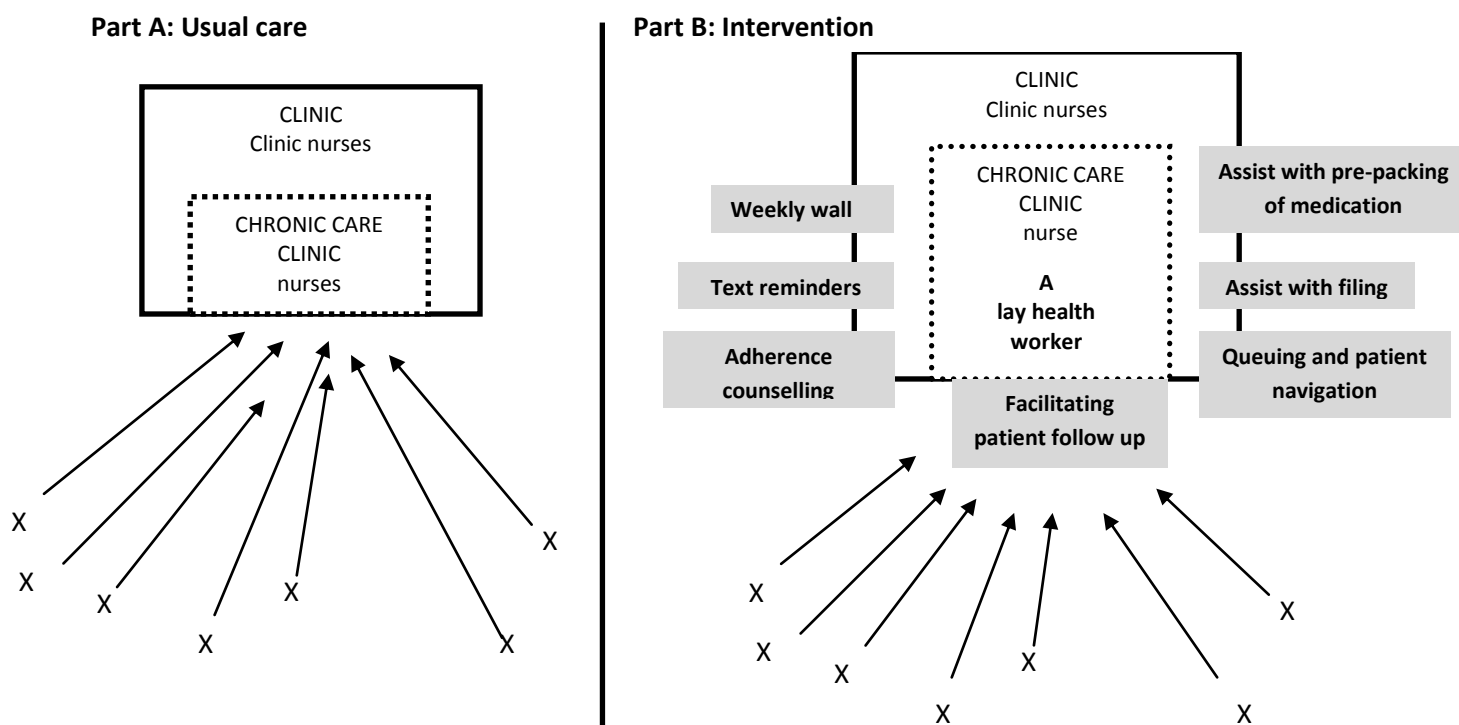 Part A: Usual care
CLINIC
Clinic nurses
CHRONIC CARE
CLINIC
nurses
X
X
X
X
X
X
X
Part B: Intervention
CLINIC
Clinic nurses
CHRONIC CARE
CLINIC
nurse
A
lay health
worker
Weekly wall
Text reminders
Adherence
counselling
Assist with pre-packing
of medication
Assist with filing
Queuing and patient
navigation
Facilitating
patient follow up
X
X
X
X
X
X
X